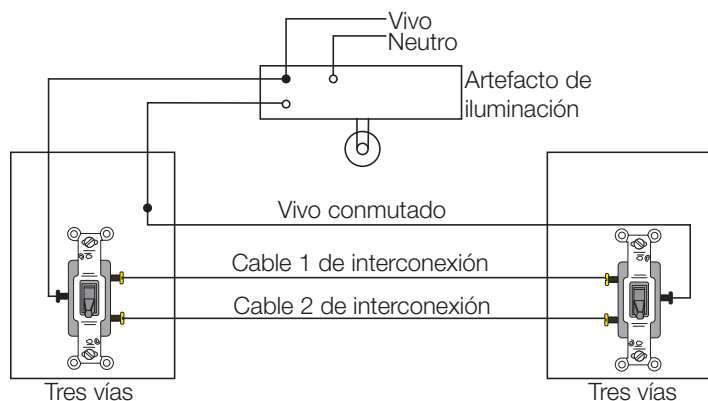 Vivo
Neutro
Artefacto de
iluminación
Vivo conmutado
Cable 1 de interconexión
Cable 2 de interconexión
Tres vías
Tres vías